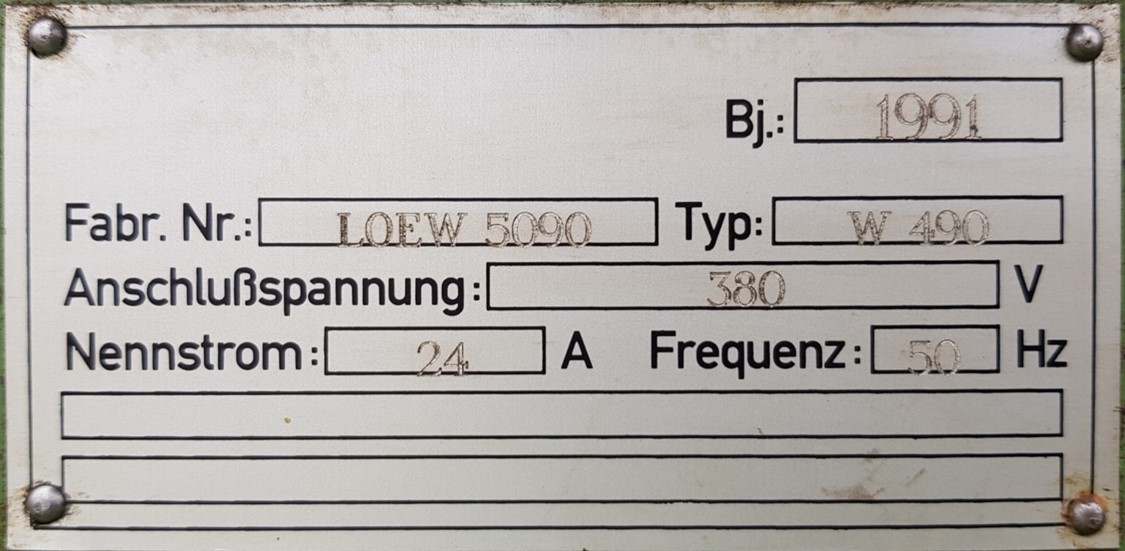 Bj.: 1991
Fabr. Nr.: LOEW 5090 Typ: W 490
Anschlußspannung: 380 V
Nennstrom: 24 A Frequenz: 50 Hz